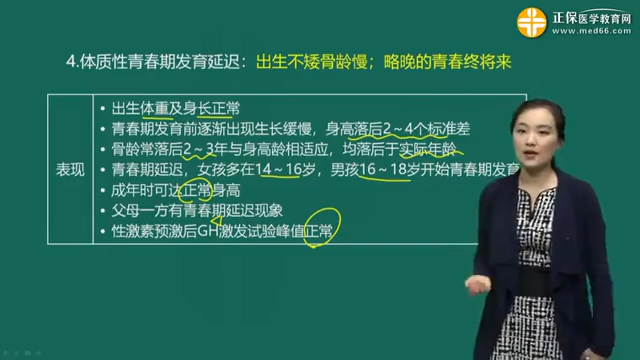 正保医学教育网
www.med66.com
4.体质性青春期发育延迟：出生不矮骨龄慢；略晚的青春终将来
表现
• 出生体重及身长正常
• 青春期发育前逐渐出现生长缓慢，身高落后2～4个标准差
• 骨龄常落后2～3年与身高龄相适应，均落后于实际年龄
• 青春期延迟，女孩多在14～16岁，男孩16～18岁开始青春期发育
• 成年时可达正常身高
• 父母一方有青春期延迟现象
• 性激素预激后GH激发试验峰值正常